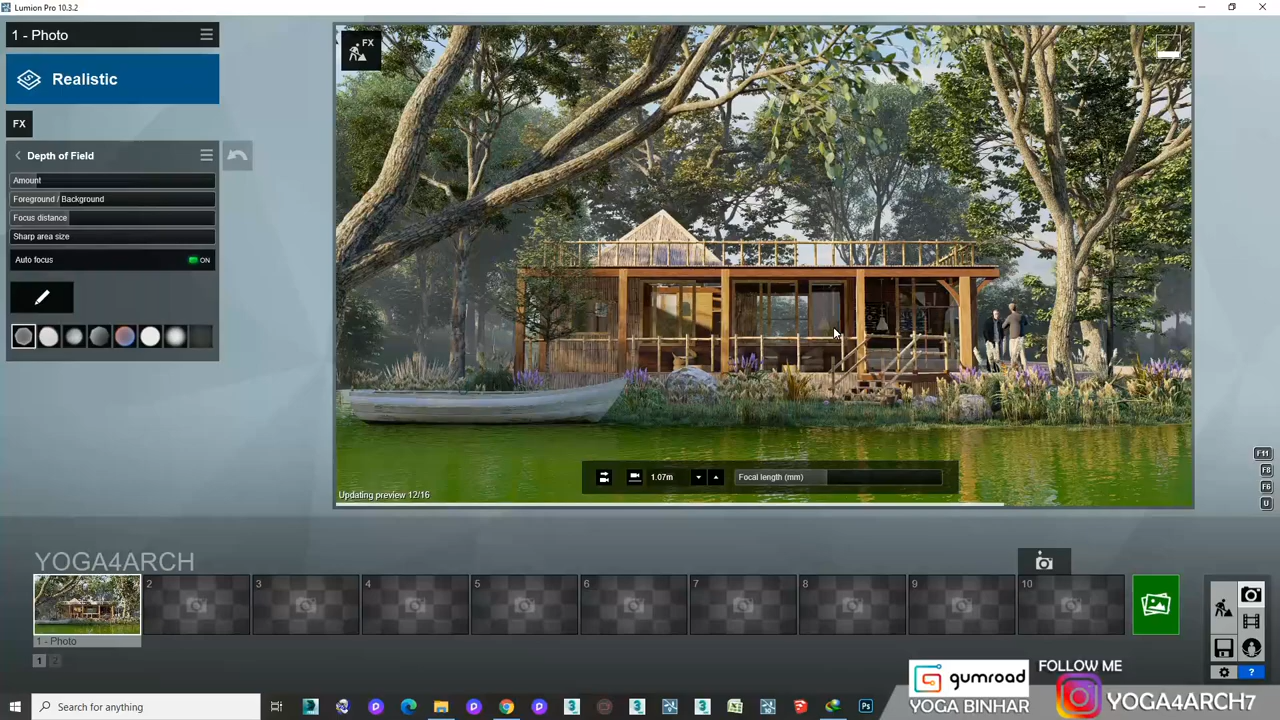 Lumion Pro 10.3.2
1 - Photo
FX
Realistic
FX
Depth of Field
Amount
Foreground / Background
Focus distance
Sharp area size
Auto focus
ON
1.07m
Focal length (mm)
Updating preview 12/16
F11
F8
F6
U
YOGA4ARCH
2
3
4
5
6
7
8
9
10
1 - Photo
1
2
?
gumroad
YOGA BINHAR
FOLLOW ME
YOGA4ARCH7
Search for anything
Ps